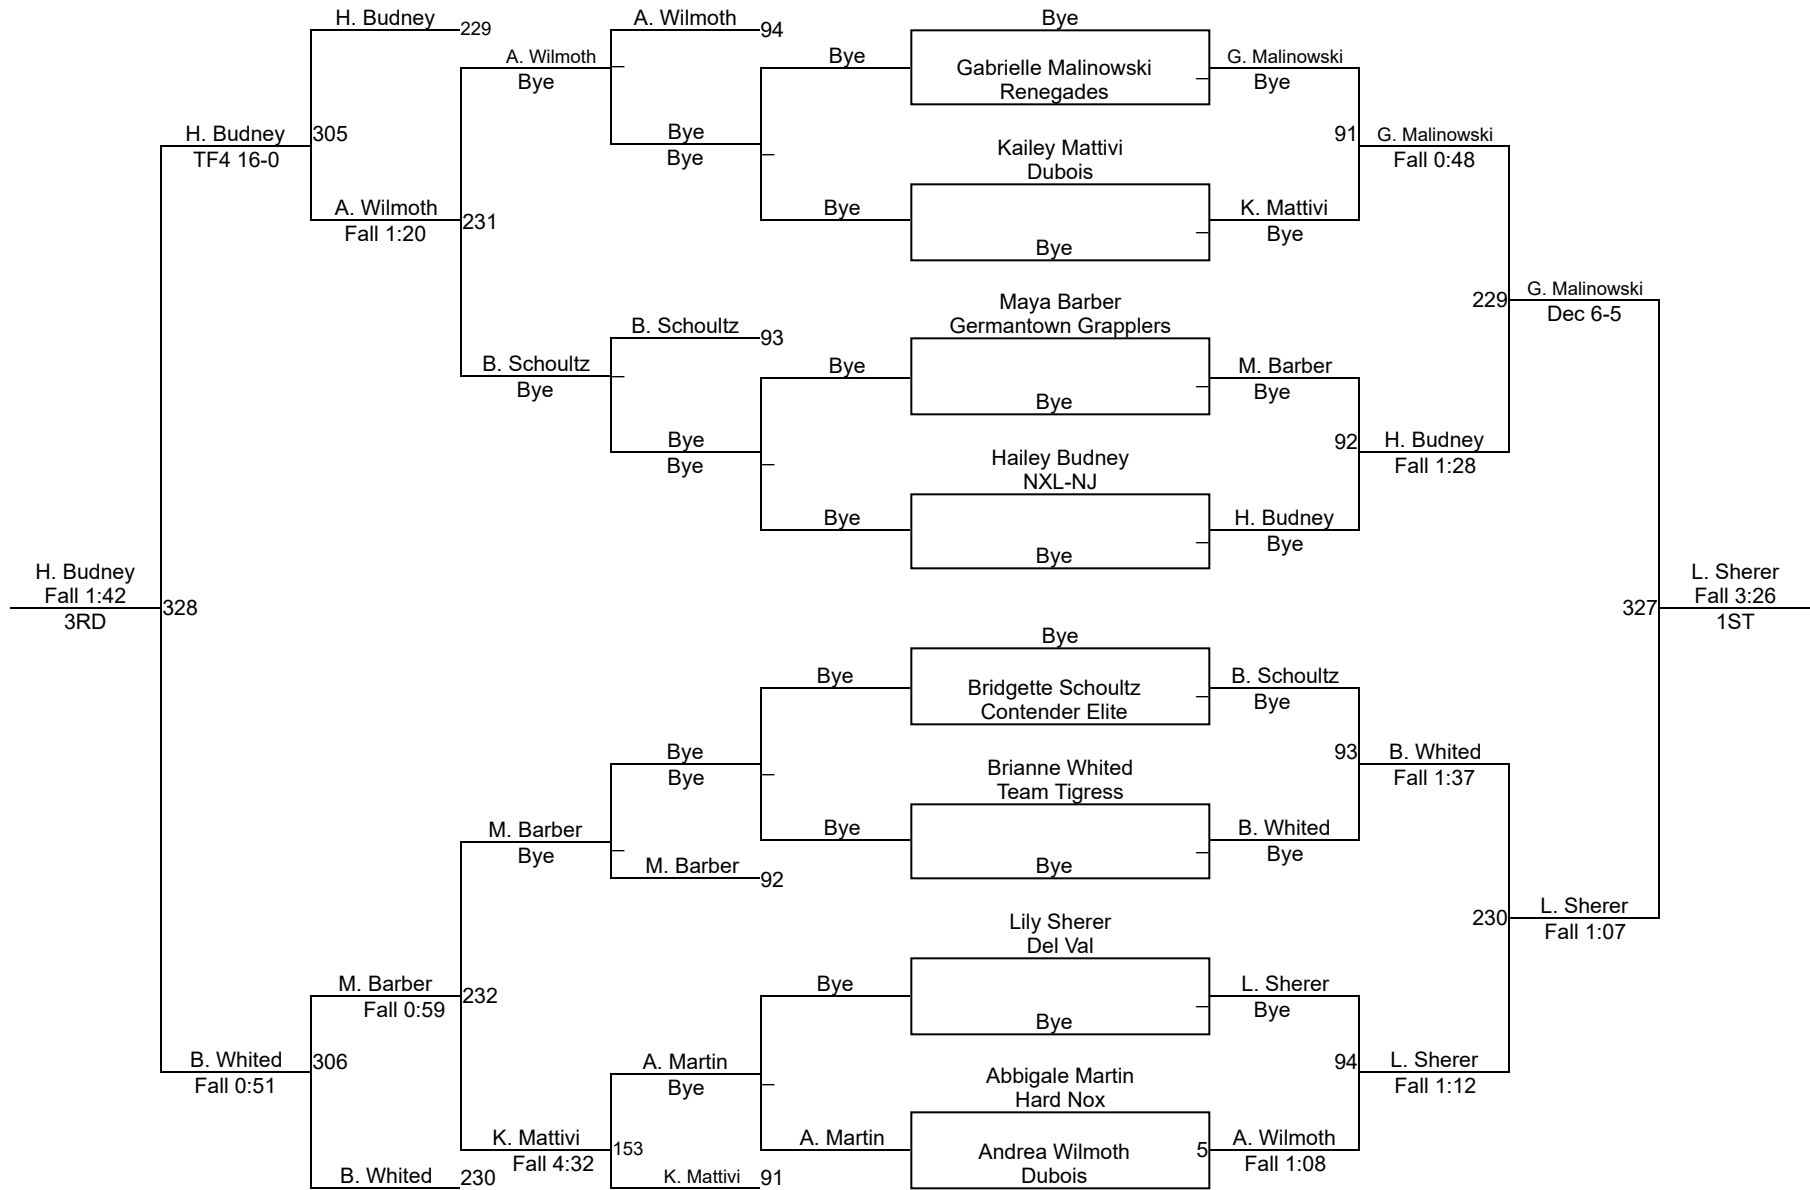 H. Budney
229
A. Wilmoth
Bye
A. Wilmoth
94
Bye
Bye
Gabrielle Malinowski
Renegades
G. Malinowski
Bye
H. Budney
TF4 16-0
305
Bye
Bye
Kailey Mattivi
Dubois
91
G. Malinowski
Fall 0:48
A. Wilmoth
Fall 1:20
231
Bye
Bye
K. Mattivi
Bye
Maya Barber
Germantown Grapplers
229
G. Malinowski
Dec 6-5
B. Schoultz
93
B. Schoultz
Bye
Bye
Bye
M. Barber
Bye
Bye
Bye
Hailey Budney
NXL-NJ
92
H. Budney
Fall 1:28
Bye
Bye
H. Budney
Bye
H. Budney
Fall 1:42
3RD
328
327
L. Sherer
Fall 3:26
1ST
Bye
Bye
Bridgette Schoultz
Contender Elite
B. Schoultz
Bye
Bye
Bye
Brianne Whited
Team Tigress
93
B. Whited
Fall 1:37
M. Barber
Bye
Bye
Bye
B. Whited
Bye
M. Barber
92
Lily Sherer
Del Val
230
L. Sherer
Fall 1:07
M. Barber
Fall 0:59
232
Bye
Bye
L. Sherer
Bye
B. Whited
Fall 0:51
306
A. Martin
Bye
Abbigale Martin
Hard Nox
94
L. Sherer
Fall 1:12
K. Mattivi
Fall 4:32
153
A. Martin
Andrea Wilmoth
Dubois
5
A. Wilmoth
Fall 1:08
B. Whited
230
K. Mattivi
91